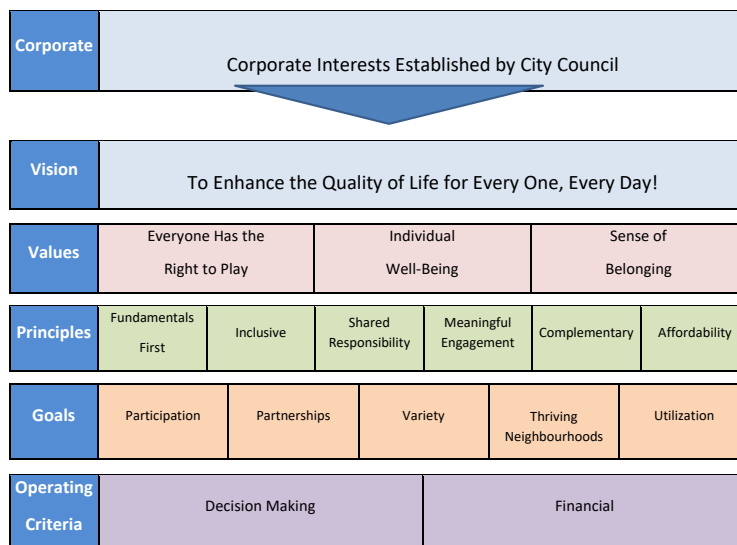 Corporate
Corporate Interests Established by City Council
Vision
To Enhance the Quality of Life for Every One, Every Day!
Values
Everyone Has the
Right to Play
Individual
Well-Being
Sense of
Belonging
Principles
Fundamentals
First
Inclusive
Shared
Responsibility
Meaningful
Engagement
Complementary
Affordability
Goals
Participation
Partnerships
Variety
Thriving
Neighbourhoods
Utilization
Operating
Criteria
Decision Making
Financial